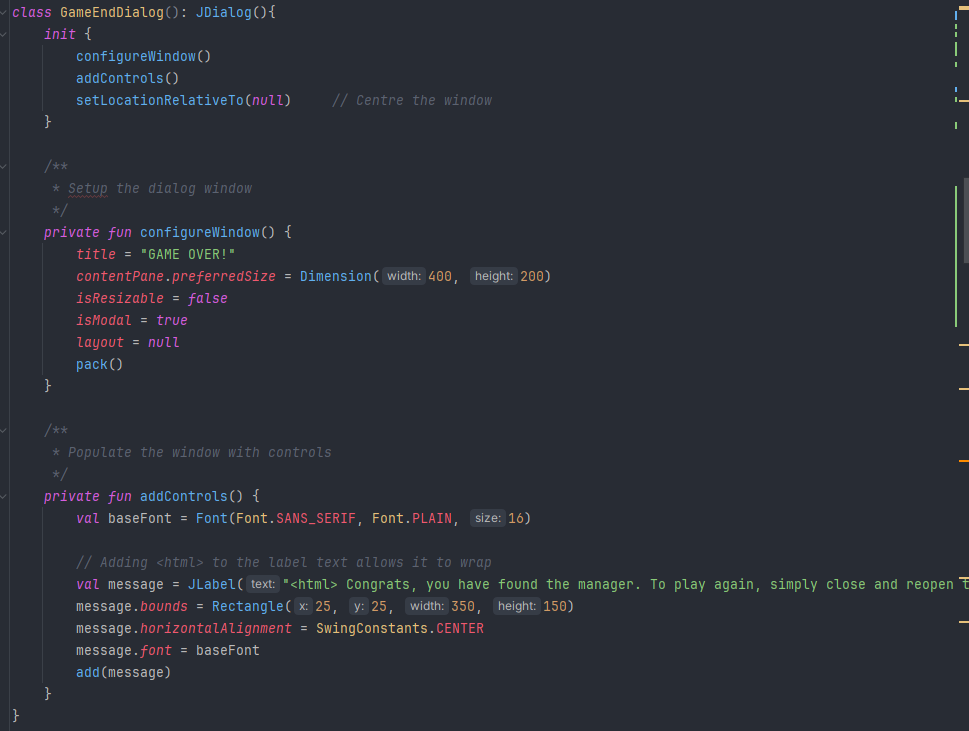 class GameEndDialog(): JDialog(){
    init {
        configureWindow()
        addControls()
        setLocationRelativeTo(null)     // Centre the window
    }

    /**
     * Setup the dialog window
     */
    private fun configureWindow() {
        title = "GAME OVER!"
        contentPane.preferredSize = Dimension( width: 400, height: 200)
        isResizable = false
        isModal = true
        layout = null
        pack()
    }

    /**
     * Populate the window with controls
     */
    private fun addControls() {
        val baseFont = Font(Font.SANS_SERIF, Font.PLAIN, size: 16)

        // Adding <html> to the label text allows it to wrap
        val message = JLabel( text: "<html> Congrats, you have found the manager. To play again, simply close and reopen
        message.bounds = Rectangle( x: 25, y: 25, width: 350, height: 150)
        message.horizontalAlignment = SwingConstants.CENTER
        message.font = baseFont
        add(message)
    }
}